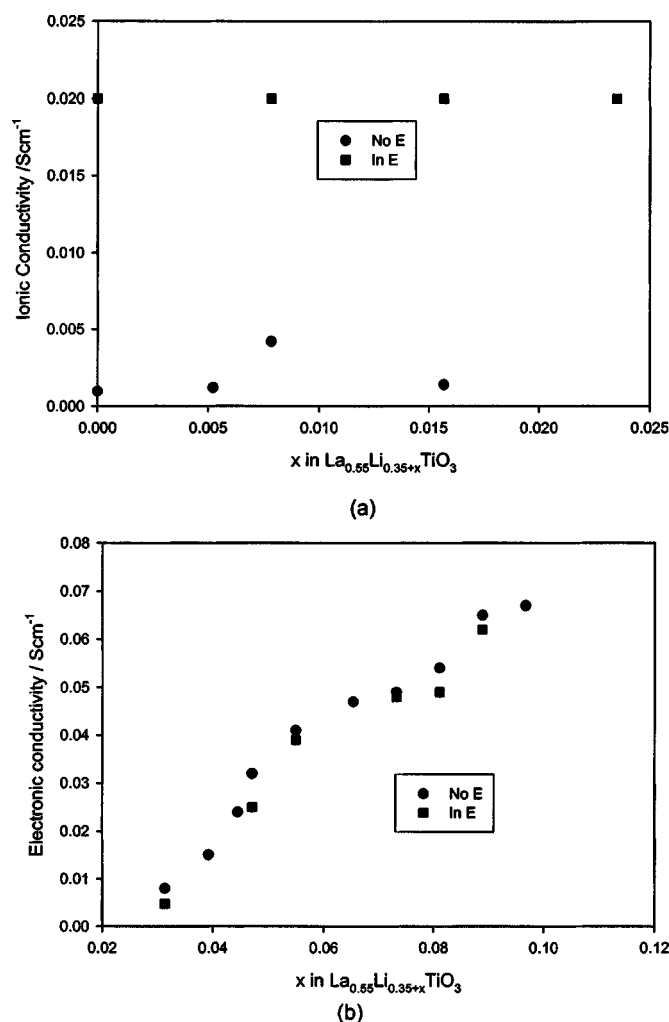 0.025
0.020
0.015
0.010
0.005
0.000
Ionic Conductivity /Scm⁻¹
No E
In E
0.000 0.005 0.010 0.015 0.020 0.025
x in La₀.₅₅Li₀.₃₅₊ₓTiO₃
(a)
0.08
0.07
0.06
0.05
0.04
0.03
0.02
0.01
0.00
Electronic conductivity / Scm⁻¹
No E
In E
0.02 0.04 0.06 0.08 0.10 0.12
x in La₀.₅₅Li₀.₃₅₊ₓTiO₃
(b)